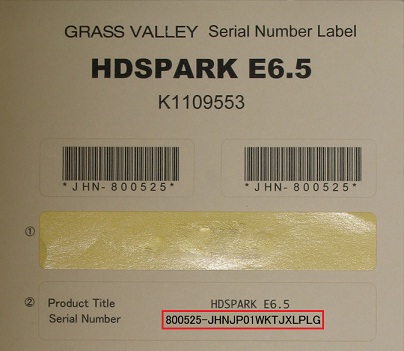 GRASS VALLEY Serial Number Label
HDSPARK E6.5
K1109553
*JHN-800525* *JHN-800525*
①
② Product Title HDSPARK E6.5
Serial Number 800525-JHNJP01WKTJXLPLG